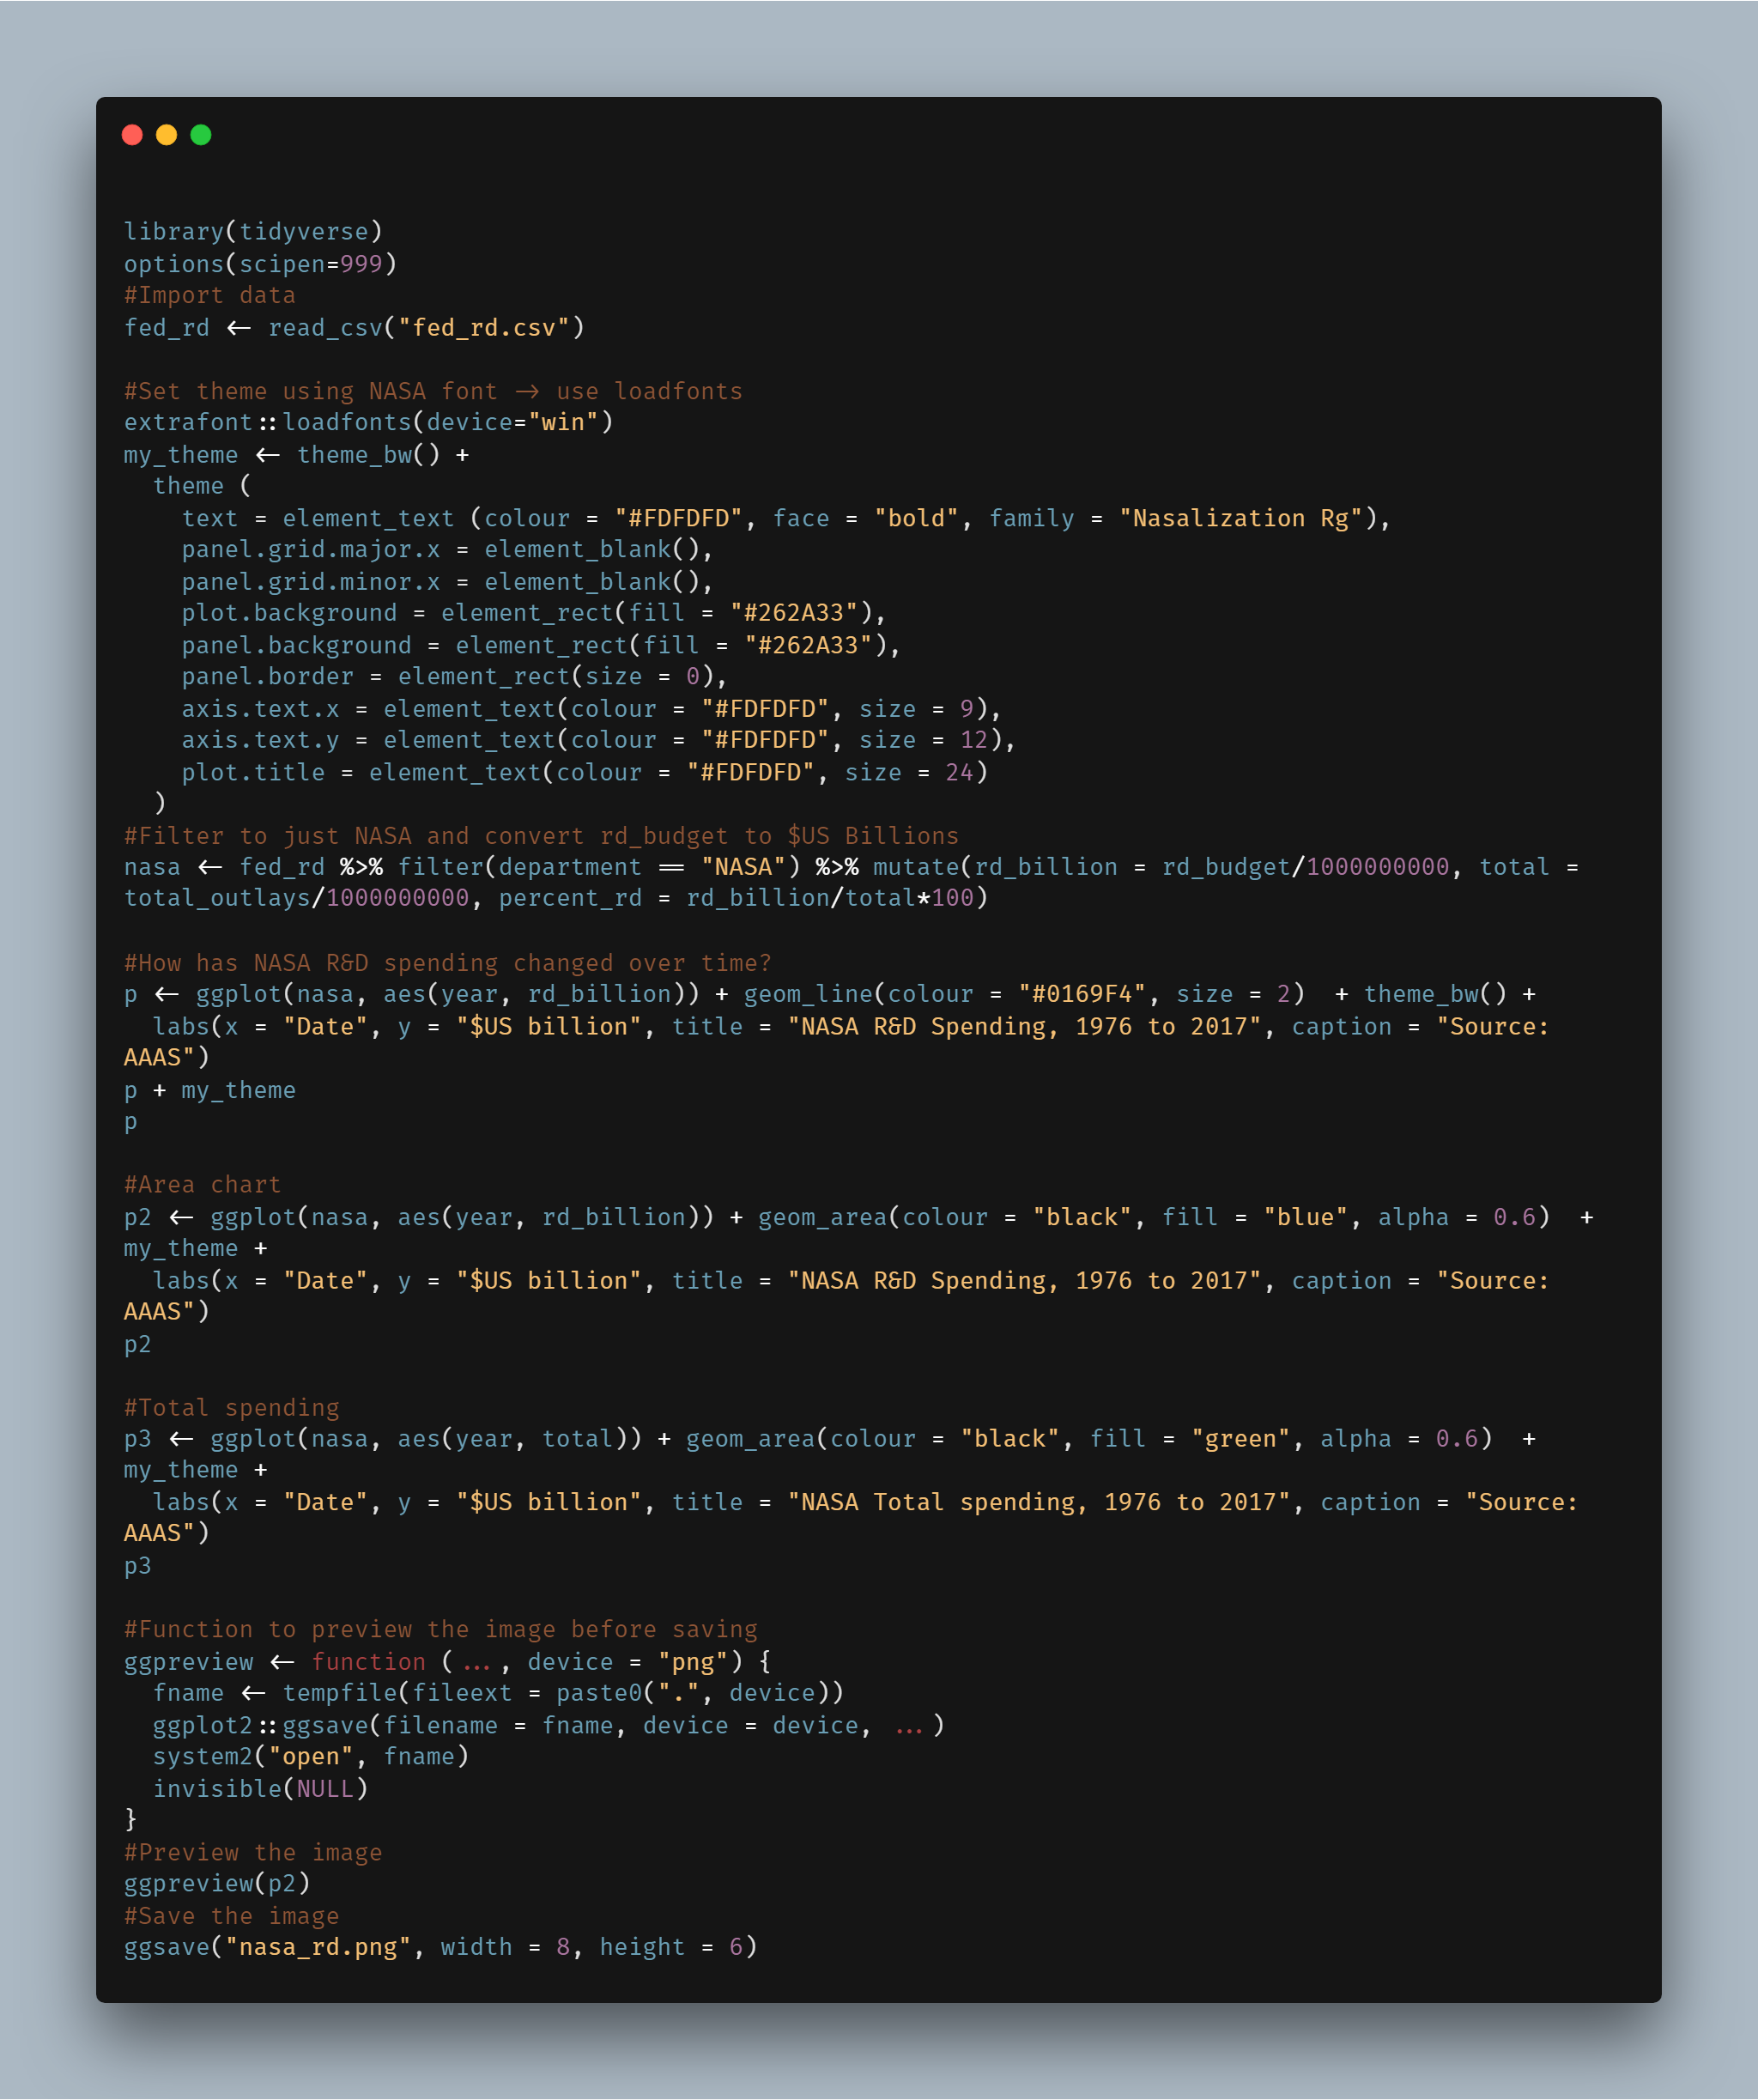 library(tidyverse)
options(scipen=999)
#Import data
fed_rd <- read_csv("fed_rd.csv")

#Set theme using NASA font -> use loadfonts
extrafont::loadfonts(device="win")
my_theme <- theme_bw() +
  theme (
    text = element_text (colour = "#FDFDFD", face = "bold", family = "Nasalization Rg"),
    panel.grid.major.x = element_blank(),
    panel.grid.minor.x = element_blank(),
    plot.background = element_rect(fill = "#262A33"),
    panel.background = element_rect(fill = "#262A33"),
    panel.border = element_rect(size = 0),
    axis.text.x = element_text(colour = "#FDFDFD", size = 9),
    axis.text.y = element_text(colour = "#FDFDFD", size = 12),
    plot.title = element_text(colour = "#FDFDFD", size = 24)
  )
#Filter to just NASA and convert rd_budget to $US Billions
nasa <- fed_rd %>% filter(department == "NASA") %>% mutate(rd_billion = rd_budget/1000000000, total =
total_outlays/1000000000, percent_rd = rd_billion/total*100)

#How has NASA R&D spending changed over time?
p <- ggplot(nasa, aes(year, rd_billion)) + geom_line(colour = "#0169F4", size = 2)  + theme_bw() +
  labs(x = "Date", y = "$US billion", title = "NASA R&D Spending, 1976 to 2017", caption = "Source:
AAAS")
p + my_theme
p

#Area chart
p2 <- ggplot(nasa, aes(year, rd_billion)) + geom_area(colour = "black", fill = "blue", alpha = 0.6)  +
my_theme +
  labs(x = "Date", y = "$US billion", title = "NASA R&D Spending, 1976 to 2017", caption = "Source:
AAAS")
p2

#Total spending
p3 <- ggplot(nasa, aes(year, total)) + geom_area(colour = "black", fill = "green", alpha = 0.6)  +
my_theme +
  labs(x = "Date", y = "$US billion", title = "NASA Total spending, 1976 to 2017", caption = "Source:
AAAS")
p3

#Function to preview the image before saving
ggpreview <- function (..., device = "png") {
  fname <- tempfile(fileext = paste0(".", device))
  ggplot2::ggsave(filename = fname, device = device, ...)
  system2("open", fname)
  invisible(NULL)
}
#Preview the image
ggpreview(p2)
#Save the image
ggsave("nasa_rd.png", width = 8, height = 6)